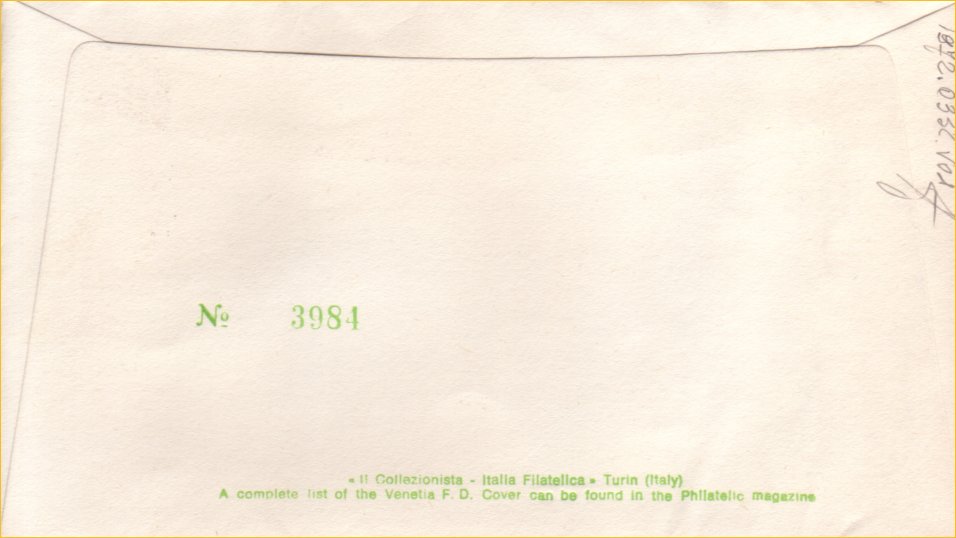 № 3984
« Il Collezionista - Italia Filatelica » Turin (Italy)
A complete list of the Venetia F. D. Cover can be found in the Philatelic magazine